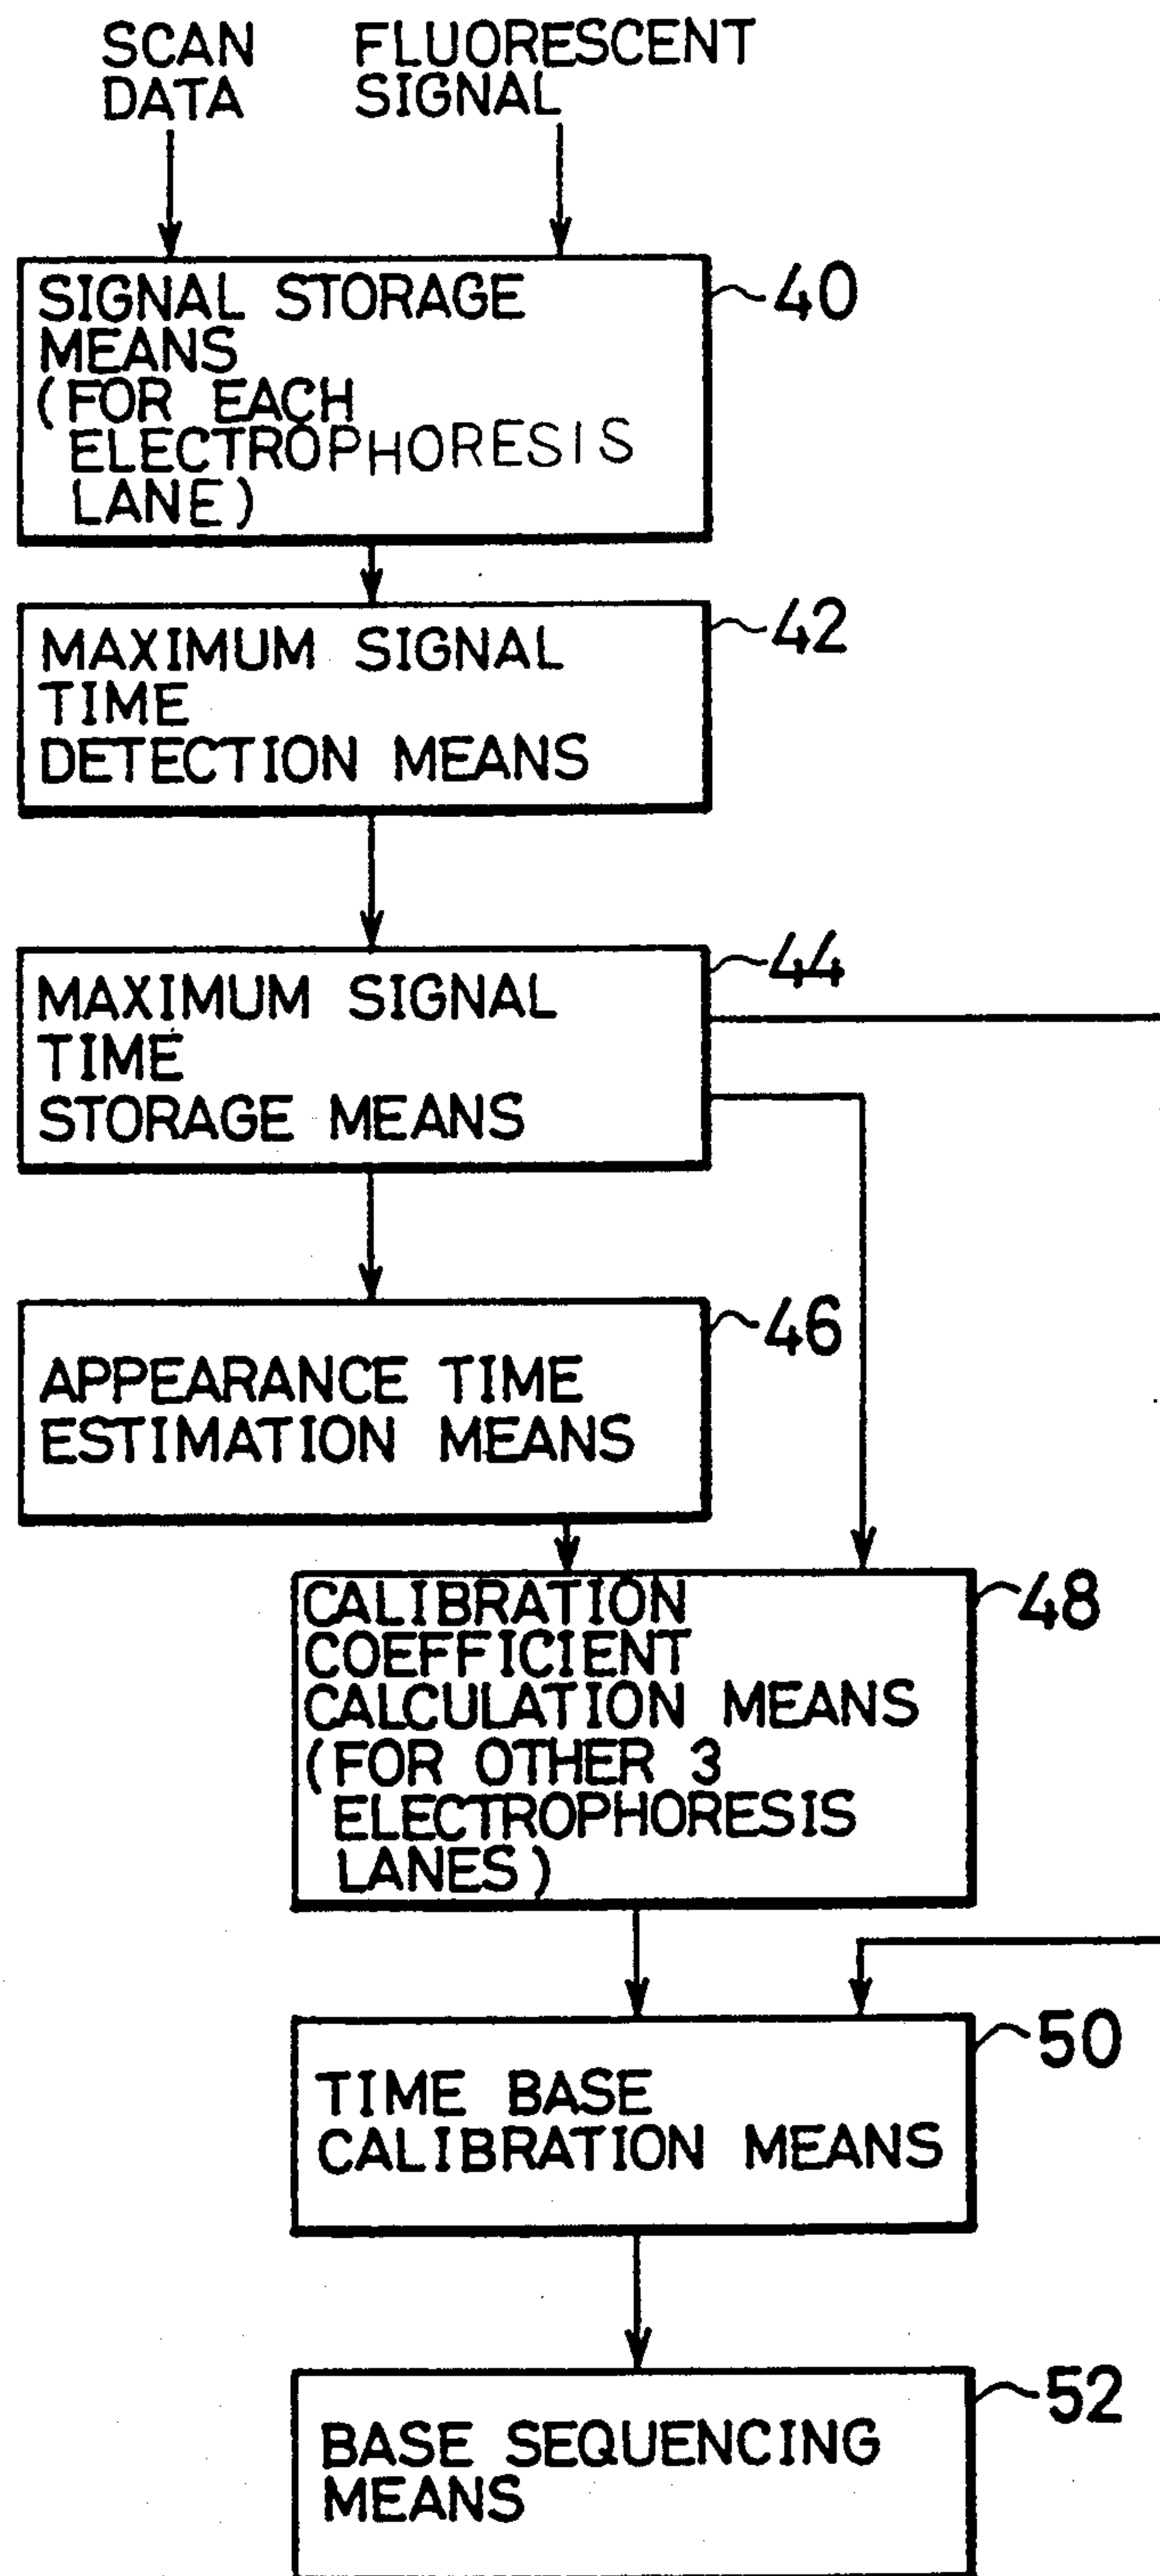 SCAN
DATA
FLUORESCENT
SIGNAL
SIGNAL STORAGE
MEANS
(FOR EACH
ELECTROPHORESIS
LANE)
40
MAXIMUM SIGNAL
TIME
DETECTION MEANS
42
MAXIMUM SIGNAL
TIME
STORAGE MEANS
44
APPEARANCE TIME
ESTIMATION MEANS
46
CALIBRATION
COEFFICIENT
CALCULATION MEANS
(FOR OTHER 3
ELECTROPHORESIS
LANES)
48
TIME BASE
CALIBRATION MEANS
50
BASE SEQUENCING
MEANS
52